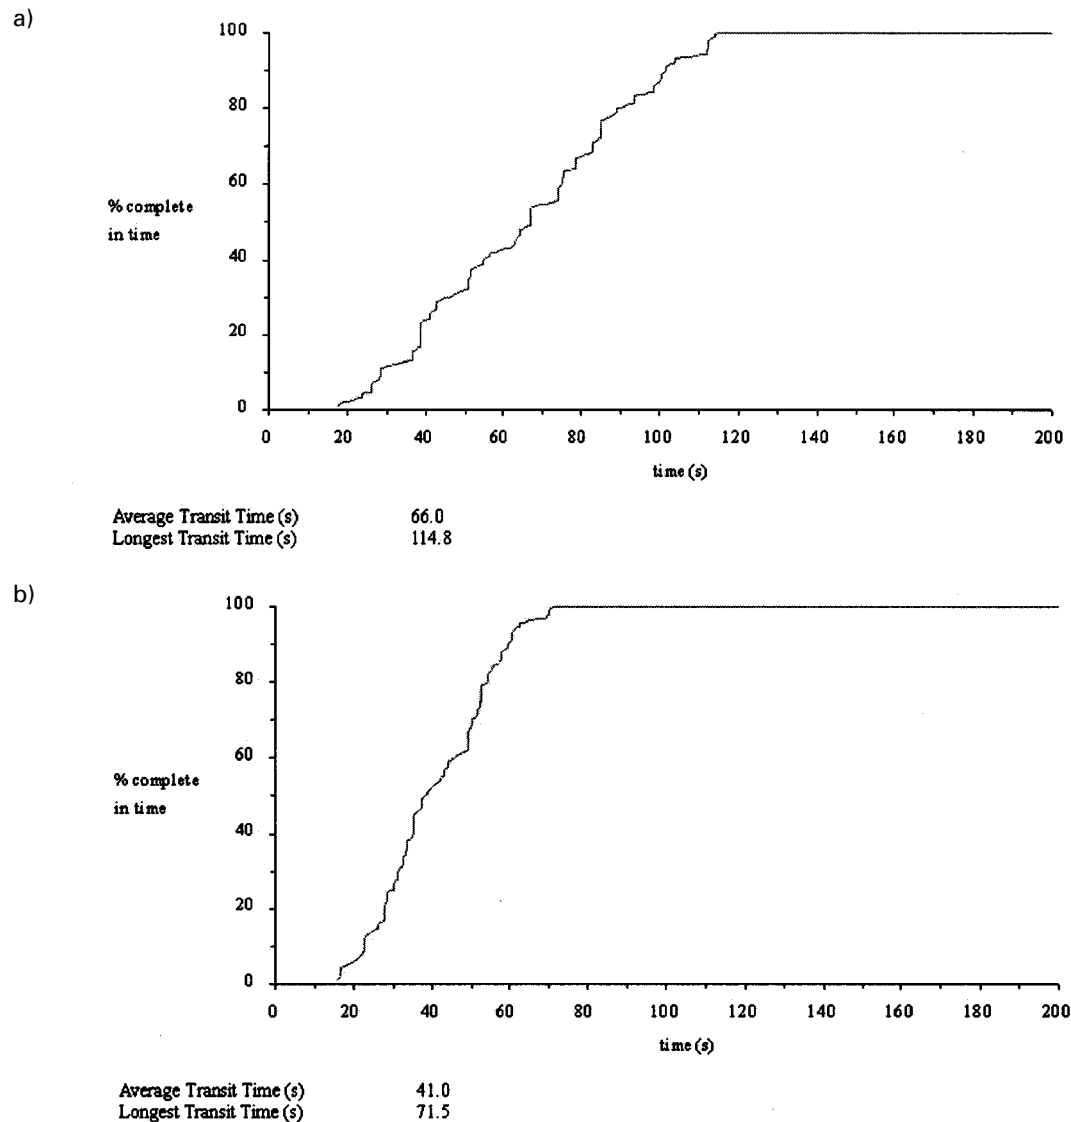 a)
100
80
60
% complete
in time
40
20
0
0 20 40 60 80 100 120 140 160 180 200
time (s)
Average Transit Time (s) 66.0
Longest Transit Time (s) 114.8
b)
100
80
60
% complete
in time
40
20
0
0 20 40 60 80 100 120 140 160 180 200
time (s)
Average Transit Time (s) 41.0
Longest Transit Time (s) 71.5